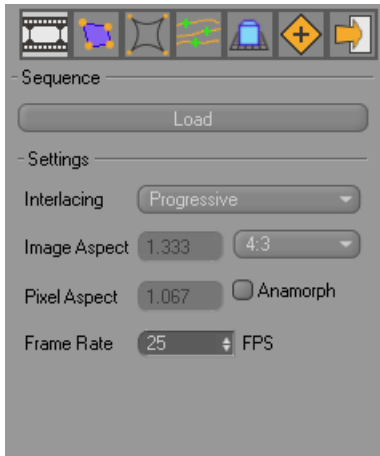 Sequence
Load
Settings
Interlacing Progressive
Image Aspect 1.333 4:3
Pixel Aspect 1.067 Anamorph
Frame Rate 25 FPS